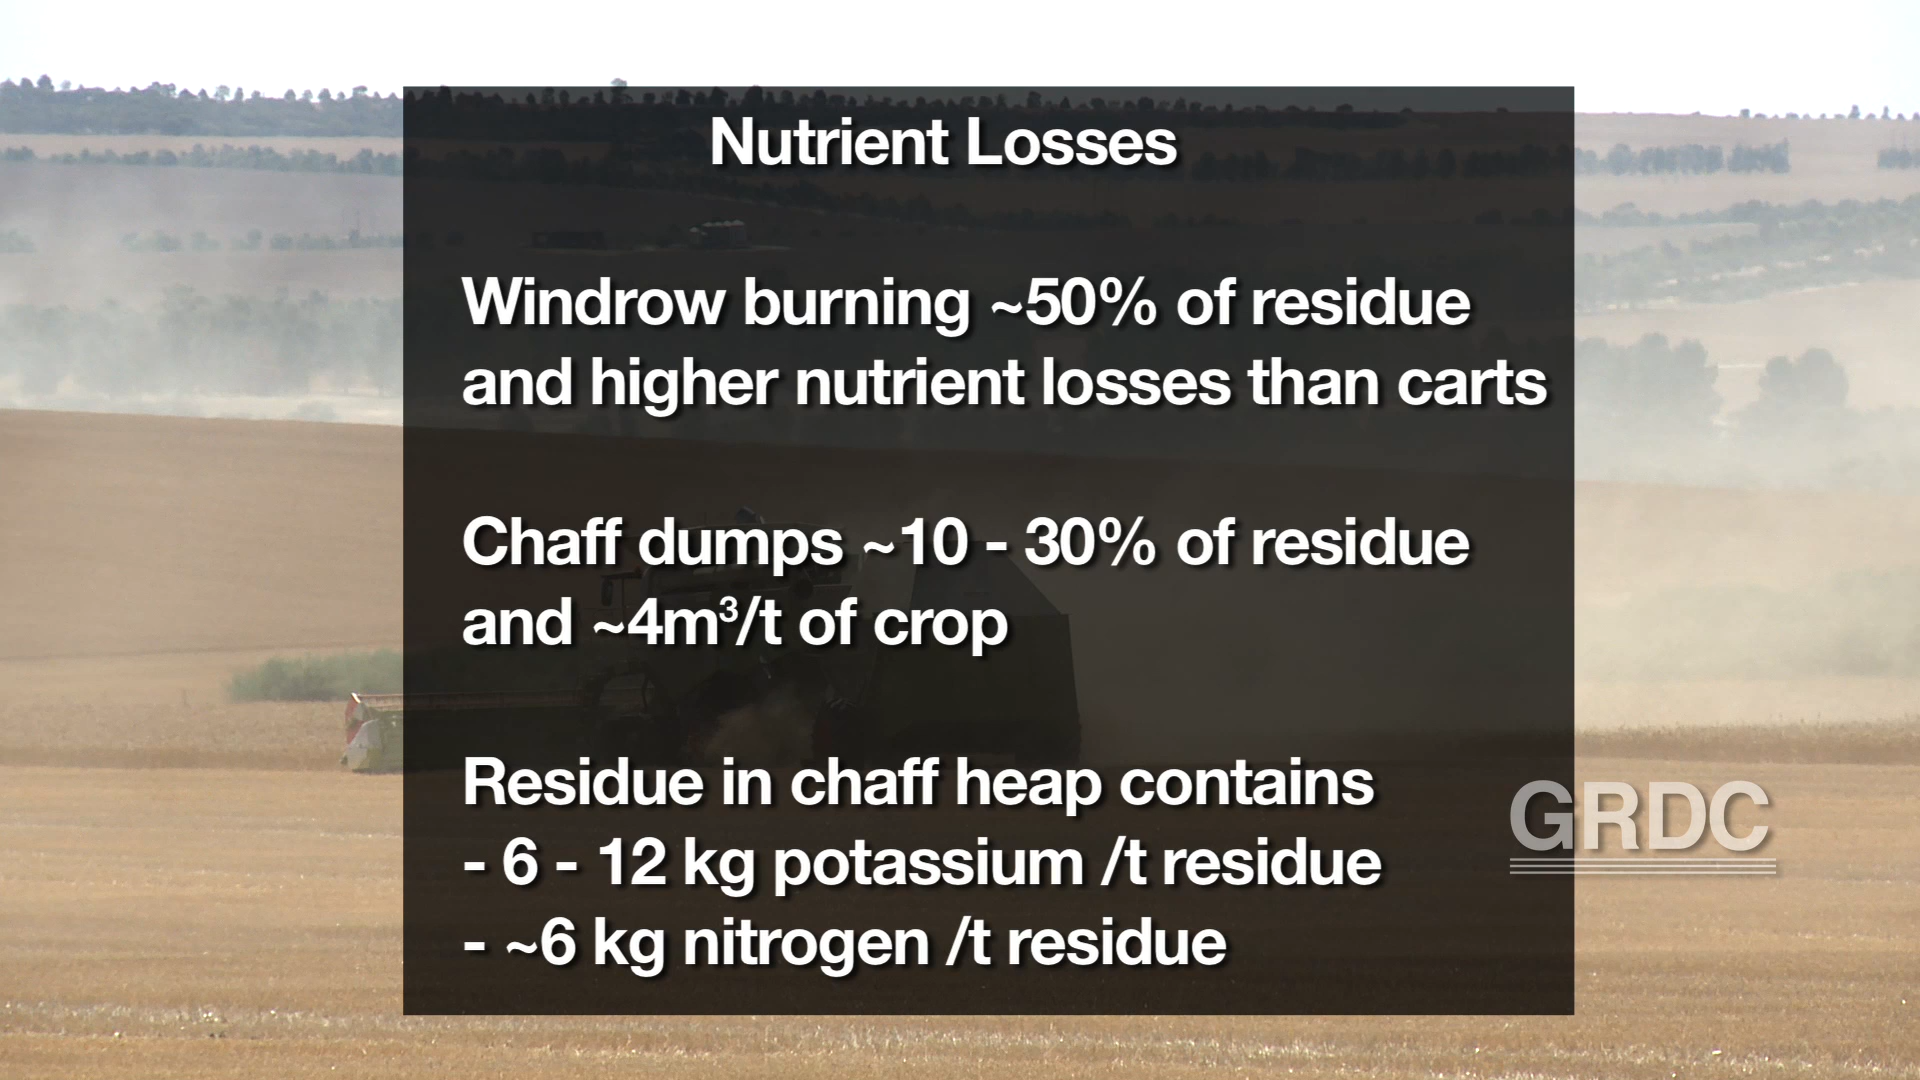 Nutrient Losses
Windrow burning ~50% of residue
and higher nutrient losses than carts
Chaff dumps ~10 - 30% of residue
and ~4m³/t of crop
Residue in chaff heap contains
- 6 - 12 kg potassium /t residue
- ~6 kg nitrogen /t residue
GRDC